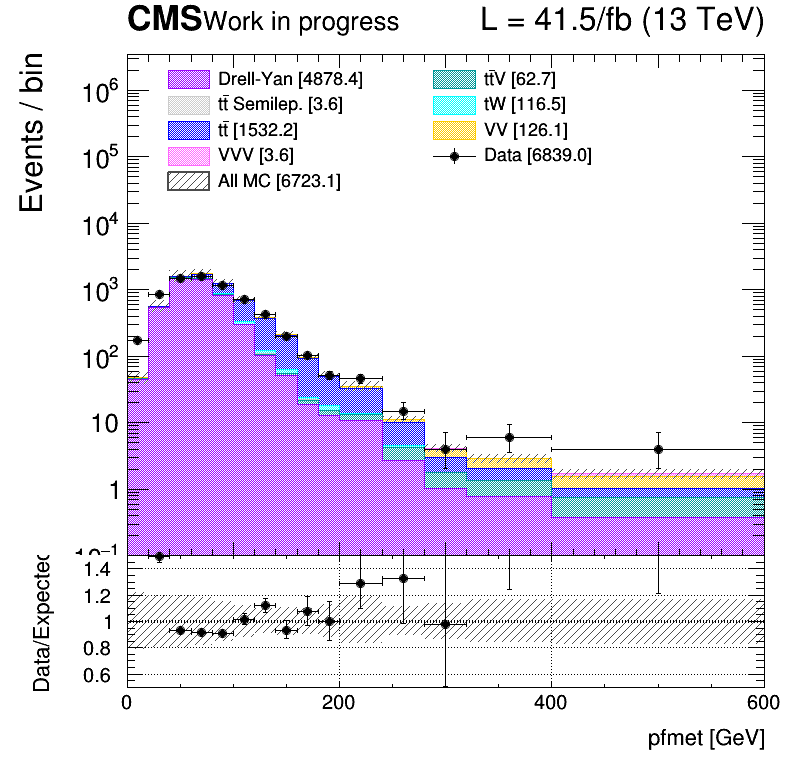 CMS Work in progress L = 41.5/fb (13 TeV)
Events / bin
Drell-Yan [4878.4]
tt̄V [62.7]
tt̄ Semilep. [3.6]
tW [116.5]
tt̄ [1532.2]
VV [126.1]
VVV [3.6]
Data [6839.0]
All MC [6723.1]
10⁶
10⁵
10⁴
10³
10²
10
1
10⁻¹
Data/Expected
1.4
1.2
1
0.8
0.6
0 200 400 600
pfmet [GeV]